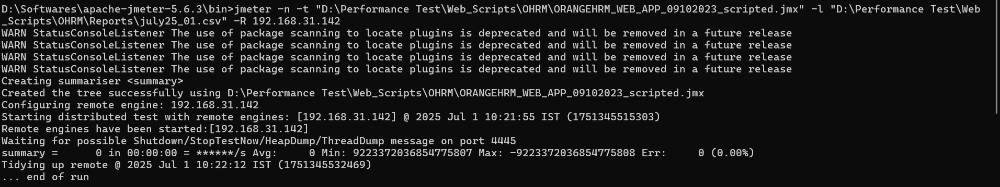 D:\Softwares\apache-jmeter-5.6.3\bin>jmeter -n -t "D:\Performance Test\Web_Scripts\OHRM\ORANGEHRM_WEB_APP_09102023_scripted.jmx" -l "D:\Performance Test\Web
_Scripts\OHRM\Reports\july25_01.csv" -R 192.168.31.142
WARN StatusConsoleListener The use of package scanning to locate plugins is deprecated and will be removed in a future release
WARN StatusConsoleListener The use of package scanning to locate plugins is deprecated and will be removed in a future release
WARN StatusConsoleListener The use of package scanning to locate plugins is deprecated and will be removed in a future release
WARN StatusConsoleListener The use of package scanning to locate plugins is deprecated and will be removed in a future release
Creating summariser <summary>
Created the tree successfully using D:\Performance Test\Web_Scripts\OHRM\ORANGEHRM_WEB_APP_09102023_scripted.jmx
Configuring remote engine: 192.168.31.142
Starting distributed test with remote engines: [192.168.31.142] @ 2025 Jul 1 10:21:55 IST (1751345515303)
Remote engines have been started:[192.168.31.142]
Waiting for possible Shutdown/StopTestNow/HeapDump/ThreadDump message on port 4445
summary =      0 in 00:00:00 = ******/s Avg:     0 Min: 9223372036854775807 Max: -9223372036854775808 Err:     0 (0.00%)
Tidying up remote @ 2025 Jul 1 10:22:12 IST (1751345532469)
... end of run